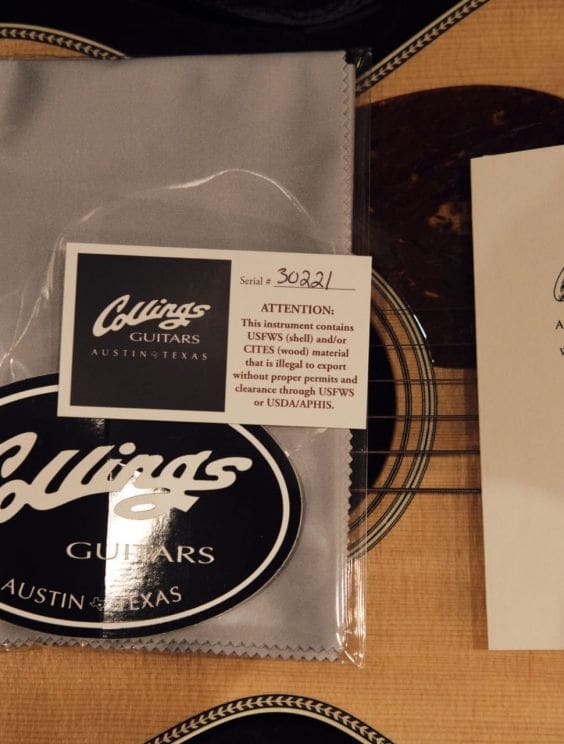 Collings
GUITARS
AUSTIN TEXAS
Serial # 30221
ATTENTION:
This instrument contains
USFWS (shell) and/or
CITES (wood) material
that is illegal to export
without proper permits and
clearance through USFWS
or USDA/APHIS.
Collings
GUITARS
AUSTIN TEXAS